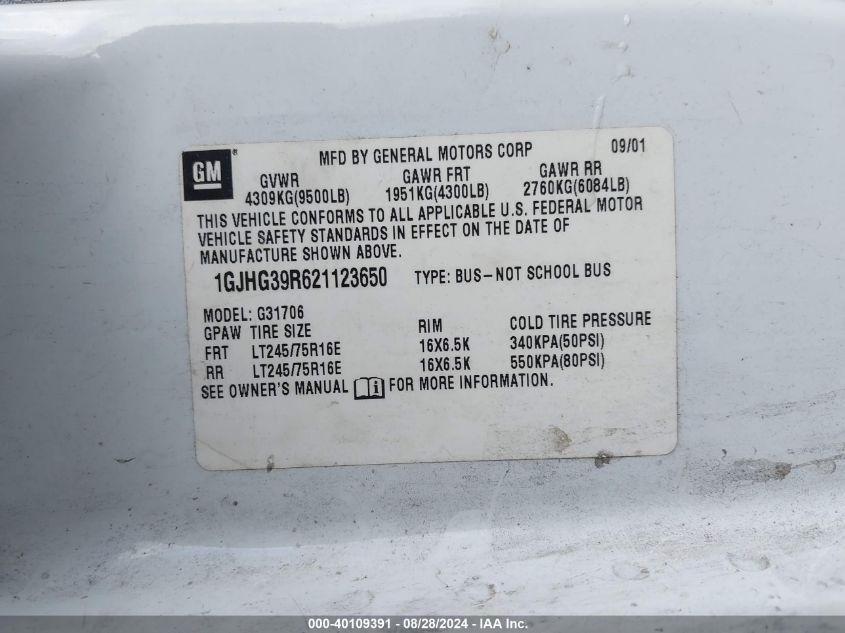 GM® MFD BY GENERAL MOTORS CORP 09/01
GVWR GAWR FRT GAWR RR
4309KG(9500LB) 1951KG(4300LB) 2760KG(6084LB)
THIS VEHICLE CONFORMS TO ALL APPLICABLE U.S. FEDERAL MOTOR
VEHICLE SAFETY STANDARDS IN EFFECT ON THE DATE OF
MANUFACTURE SHOWN ABOVE.
1GJHG39R621123650 TYPE: BUS-NOT SCHOOL BUS
MODEL: G31706
GPAW TIRE SIZE RIM COLD TIRE PRESSURE
FRT LT245/75R16E 16X6.5K 340KPA(50PSI)
RR LT245/75R16E 16X6.5K 550KPA(80PSI)
SEE OWNER'S MANUAL i FOR MORE INFORMATION.
000-40109391 - 08/28/2024 - IAA Inc.